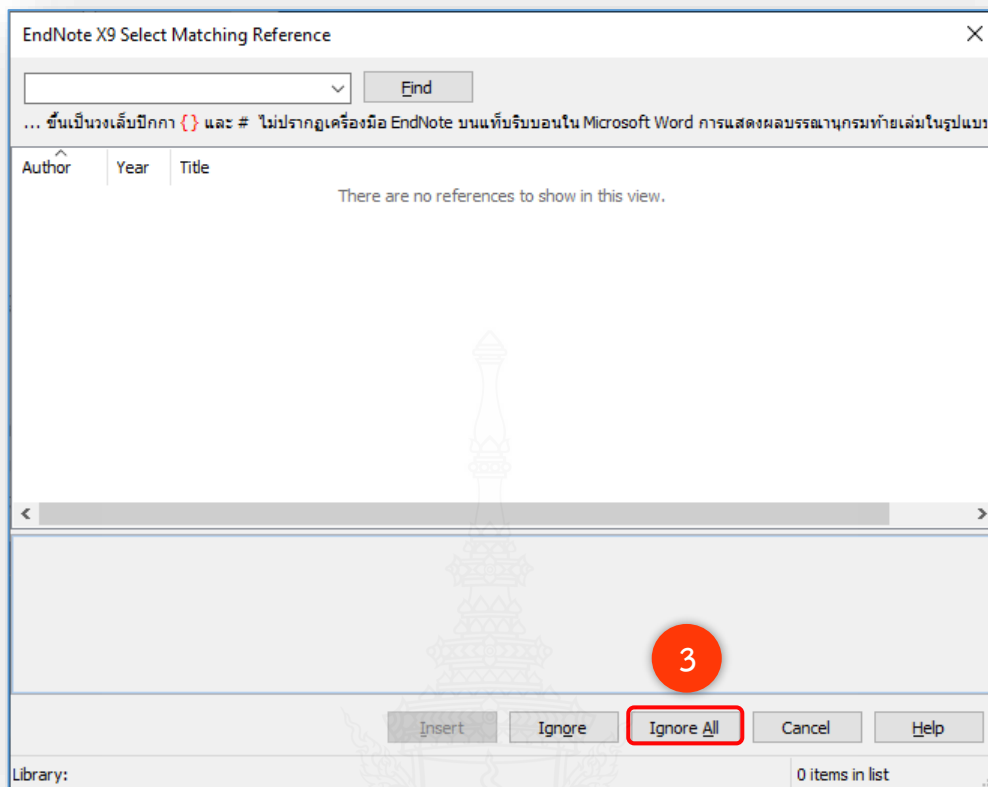 EndNote X9 Select Matching Reference
Find
... ขึ้นเป็นวงเล็บปีกกา {} และ # ไม่ปรากฏเครื่องมือ EndNote บนแท็บริบบอนใน Microsoft Word การแสดงผลบรรณานุกรมท้ายเล่มในรูปแบบ
Author Year Title
There are no references to show in this view.
3
Insert Ignore Ignore All Cancel Help
Library: 0 items in list